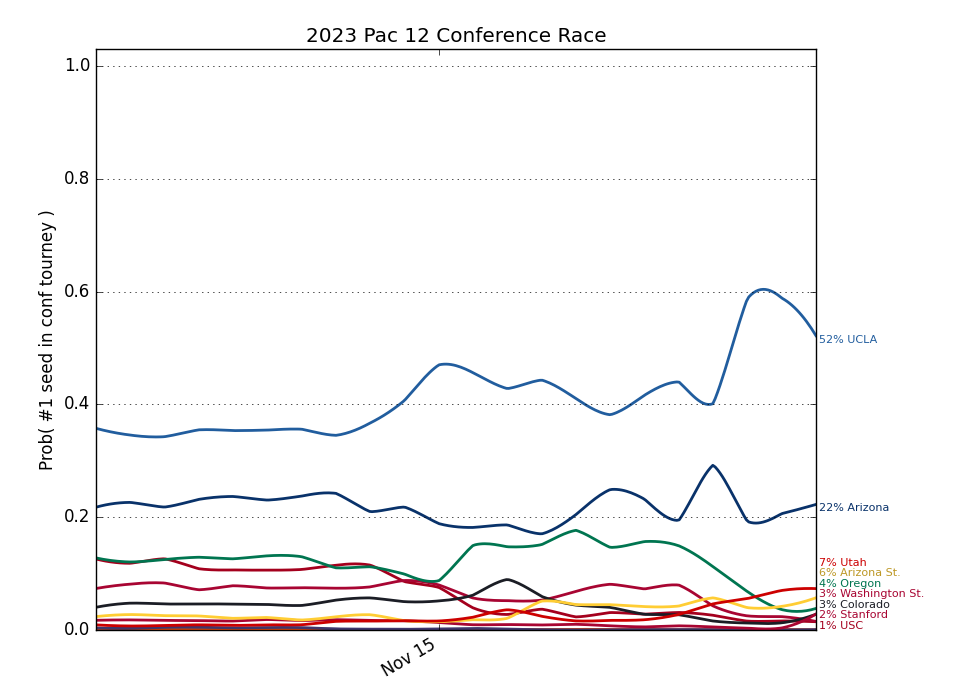 2023 Pac 12 Conference Race
Prob( #1 seed in conf tourney )
1.0
0.8
0.6
0.4
0.2
0.0
Nov 15
52% UCLA
22% Arizona
7% Utah
6% Arizona St.
4% Oregon
3% Washington St.
3% Colorado
2% Stanford
1% USC